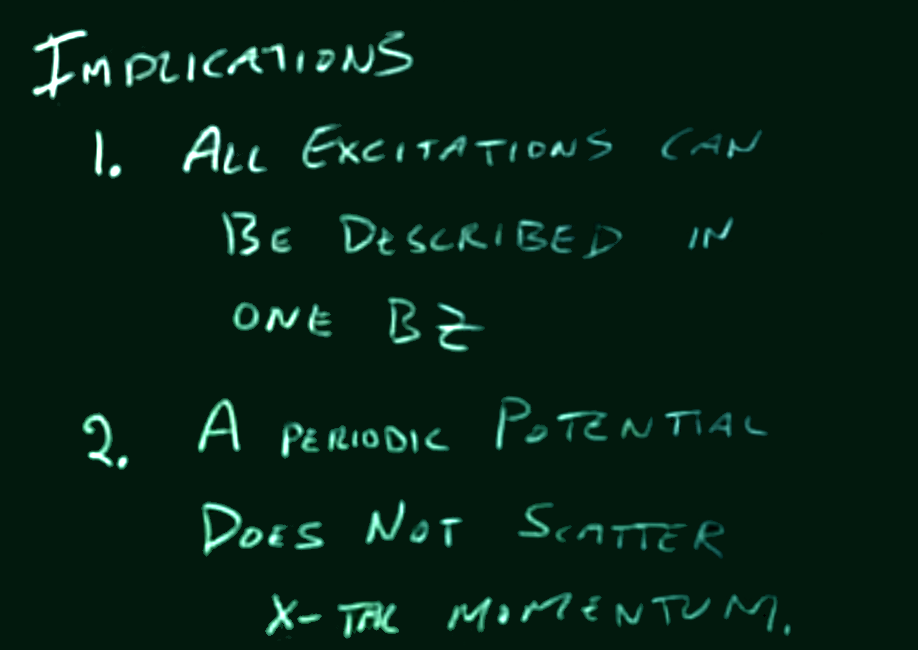 IMPLICATIONS
1. ALL EXCITATIONS CAN
BE DESCRIBED IN
ONE BZ
2. A PERIODIC POTENTIAL
DOES NOT SCATTER
X-TAL MOMENTUM.